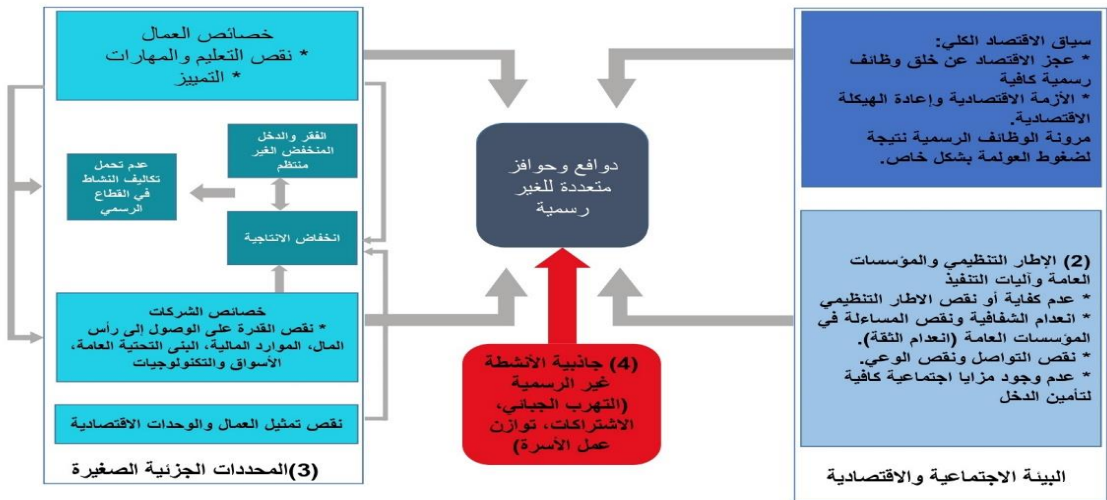 سياق الاقتصاد الكلي:
* عجز الاقتصاد عن خلق وظائف
رسمية كافية
* الأزمة الاقتصادية وإعادة الهيكلة
الاقتصادية.
مرونة الوظائف الرسمية نتيجة
لضغوط العولمة بشكل خاص.
(2) الإطار التنظيمي والمؤسسات
العامة وآليات التنفيذ
* عدم كفاية أو نقص الاطار التنظيمي
* انعدام الشفافية ونقص المساءلة في
المؤسسات العامة (انعدام الثقة).
* نقص التواصل ونقص الوعي.
* عدم وجود مزايا اجتماعية كافية
لتأمين الدخل
البيئة الاجتماعية والاقتصادية
دوافع وحوافز
متعددة للغير
رسمية
(4) جاذبية الأنشطة
غير الرسمية
(التهرب الجبائي،
الاشتراكات، توازن
عمل الأسرة)
خصائص العمال
* نقص التعليم والمهارات
* التمييز
الفقر والدخل
المنخفض الغير
منتظم
عدم تحمل
تكاليف النشاط
في القطاع
الرسمي
انخفاض الانتاجية
خصائص الشركات
* نقص القدرة على الوصول إلى رأس
المال، الموارد المالية، البنى التحتية العامة،
الأسواق والتكنولوجيات
نقص تمثيل العمال والوحدات الاقتصادية
(3)المحددات الجزئية الصغيرة